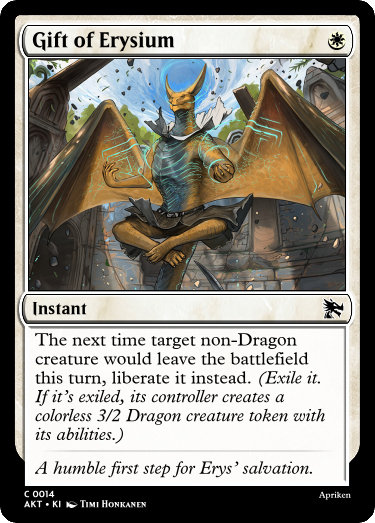 Gift of Erysium
Instant
The next time target non-Dragon
creature would leave the battlefield
this turn, liberate it instead. (Exile it.
If it's exiled, its controller creates a
colorless 3/2 Dragon creature token with
its abilities.)
A humble first step for Erys' salvation.
C 0014
Apriken
AKT • KI Timi Honkanen